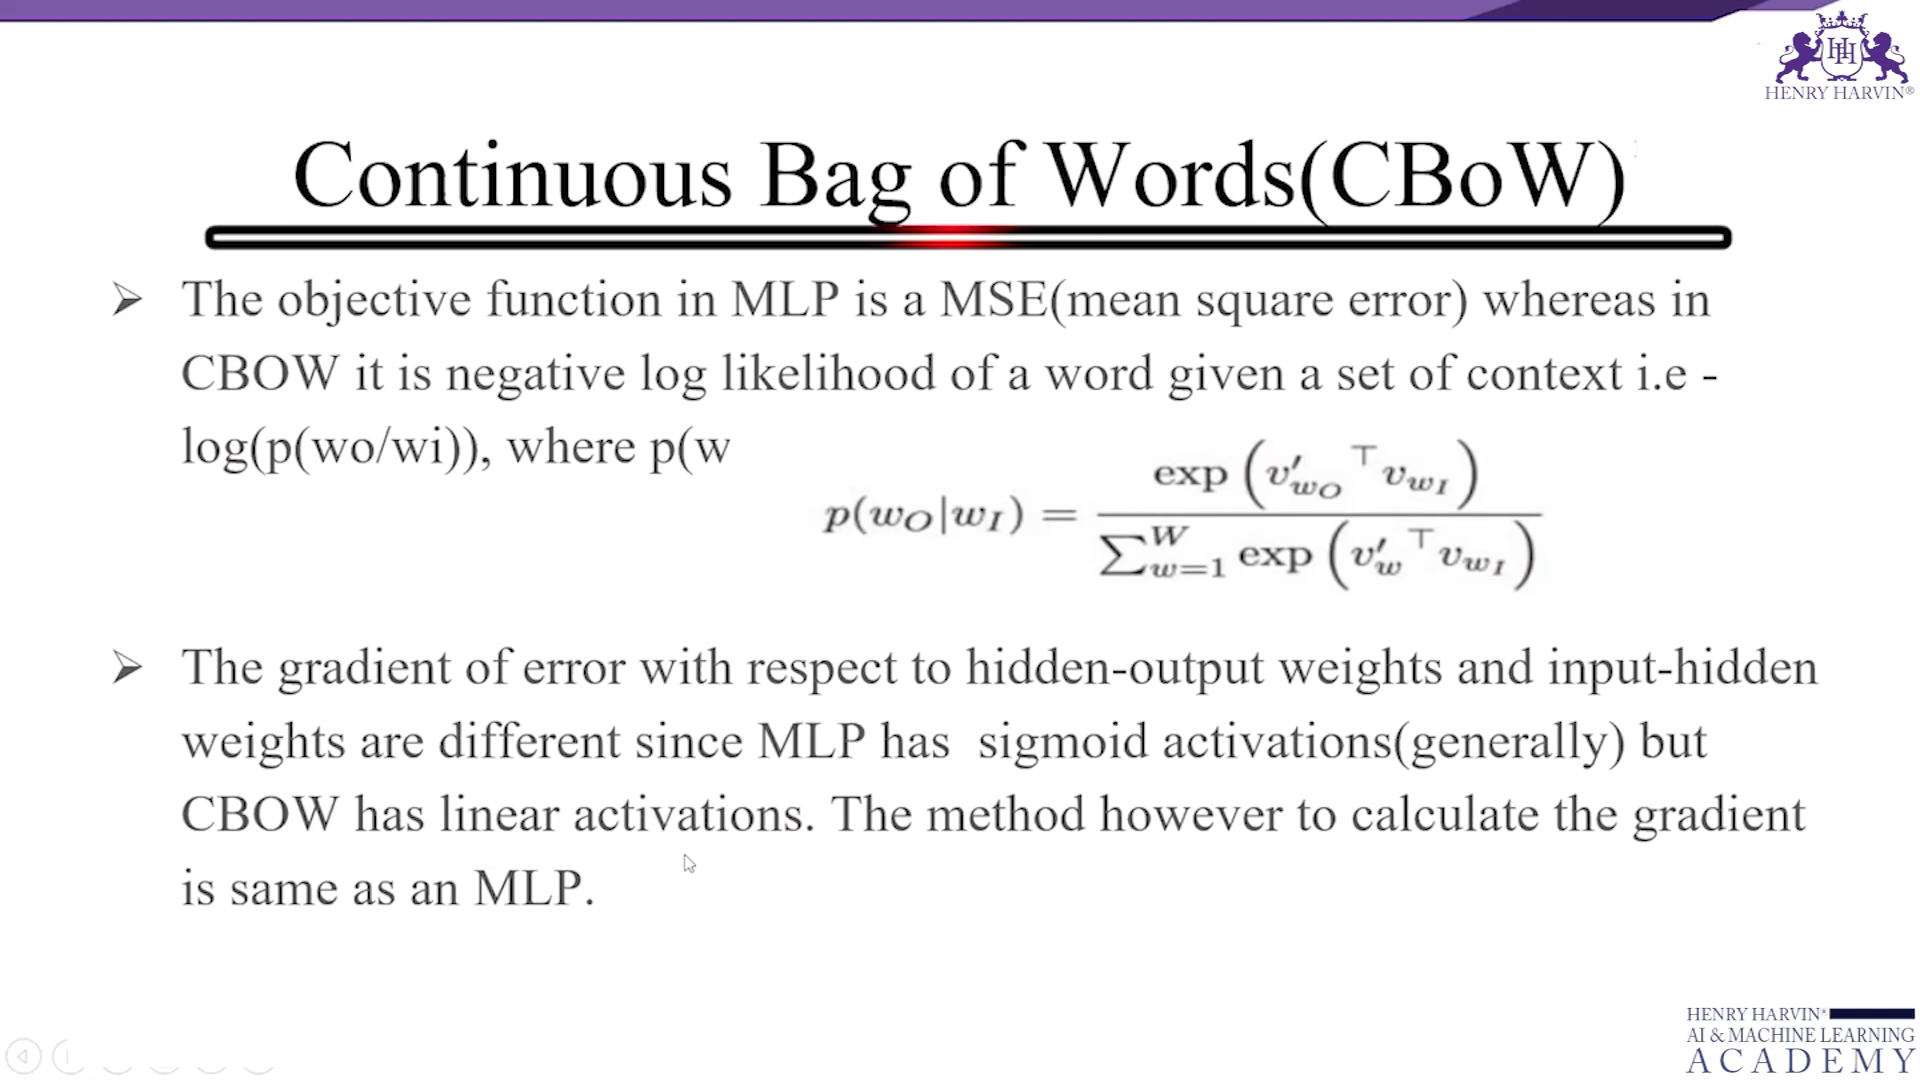 HENRY HARVIN®
Continuous Bag of Words(CBoW)
➢ The objective function in MLP is a MSE(mean square error) whereas in
CBOW it is negative log likelihood of a word given a set of context i.e -
log(p(wo/wi)), where p(w
p(w_O|w_I) = exp(v′_{w_O}^⊤ v_{w_I}) / ∑_{w=1}^{W} exp(v′_w^⊤ v_{w_I})
➢ The gradient of error with respect to hidden-output weights and input-hidden
weights are different since MLP has sigmoid activations(generally) but
CBOW has linear activations. The method however to calculate the gradient
is same as an MLP.
HENRY HARVIN®
AI & MACHINE LEARNING
ACADEMY